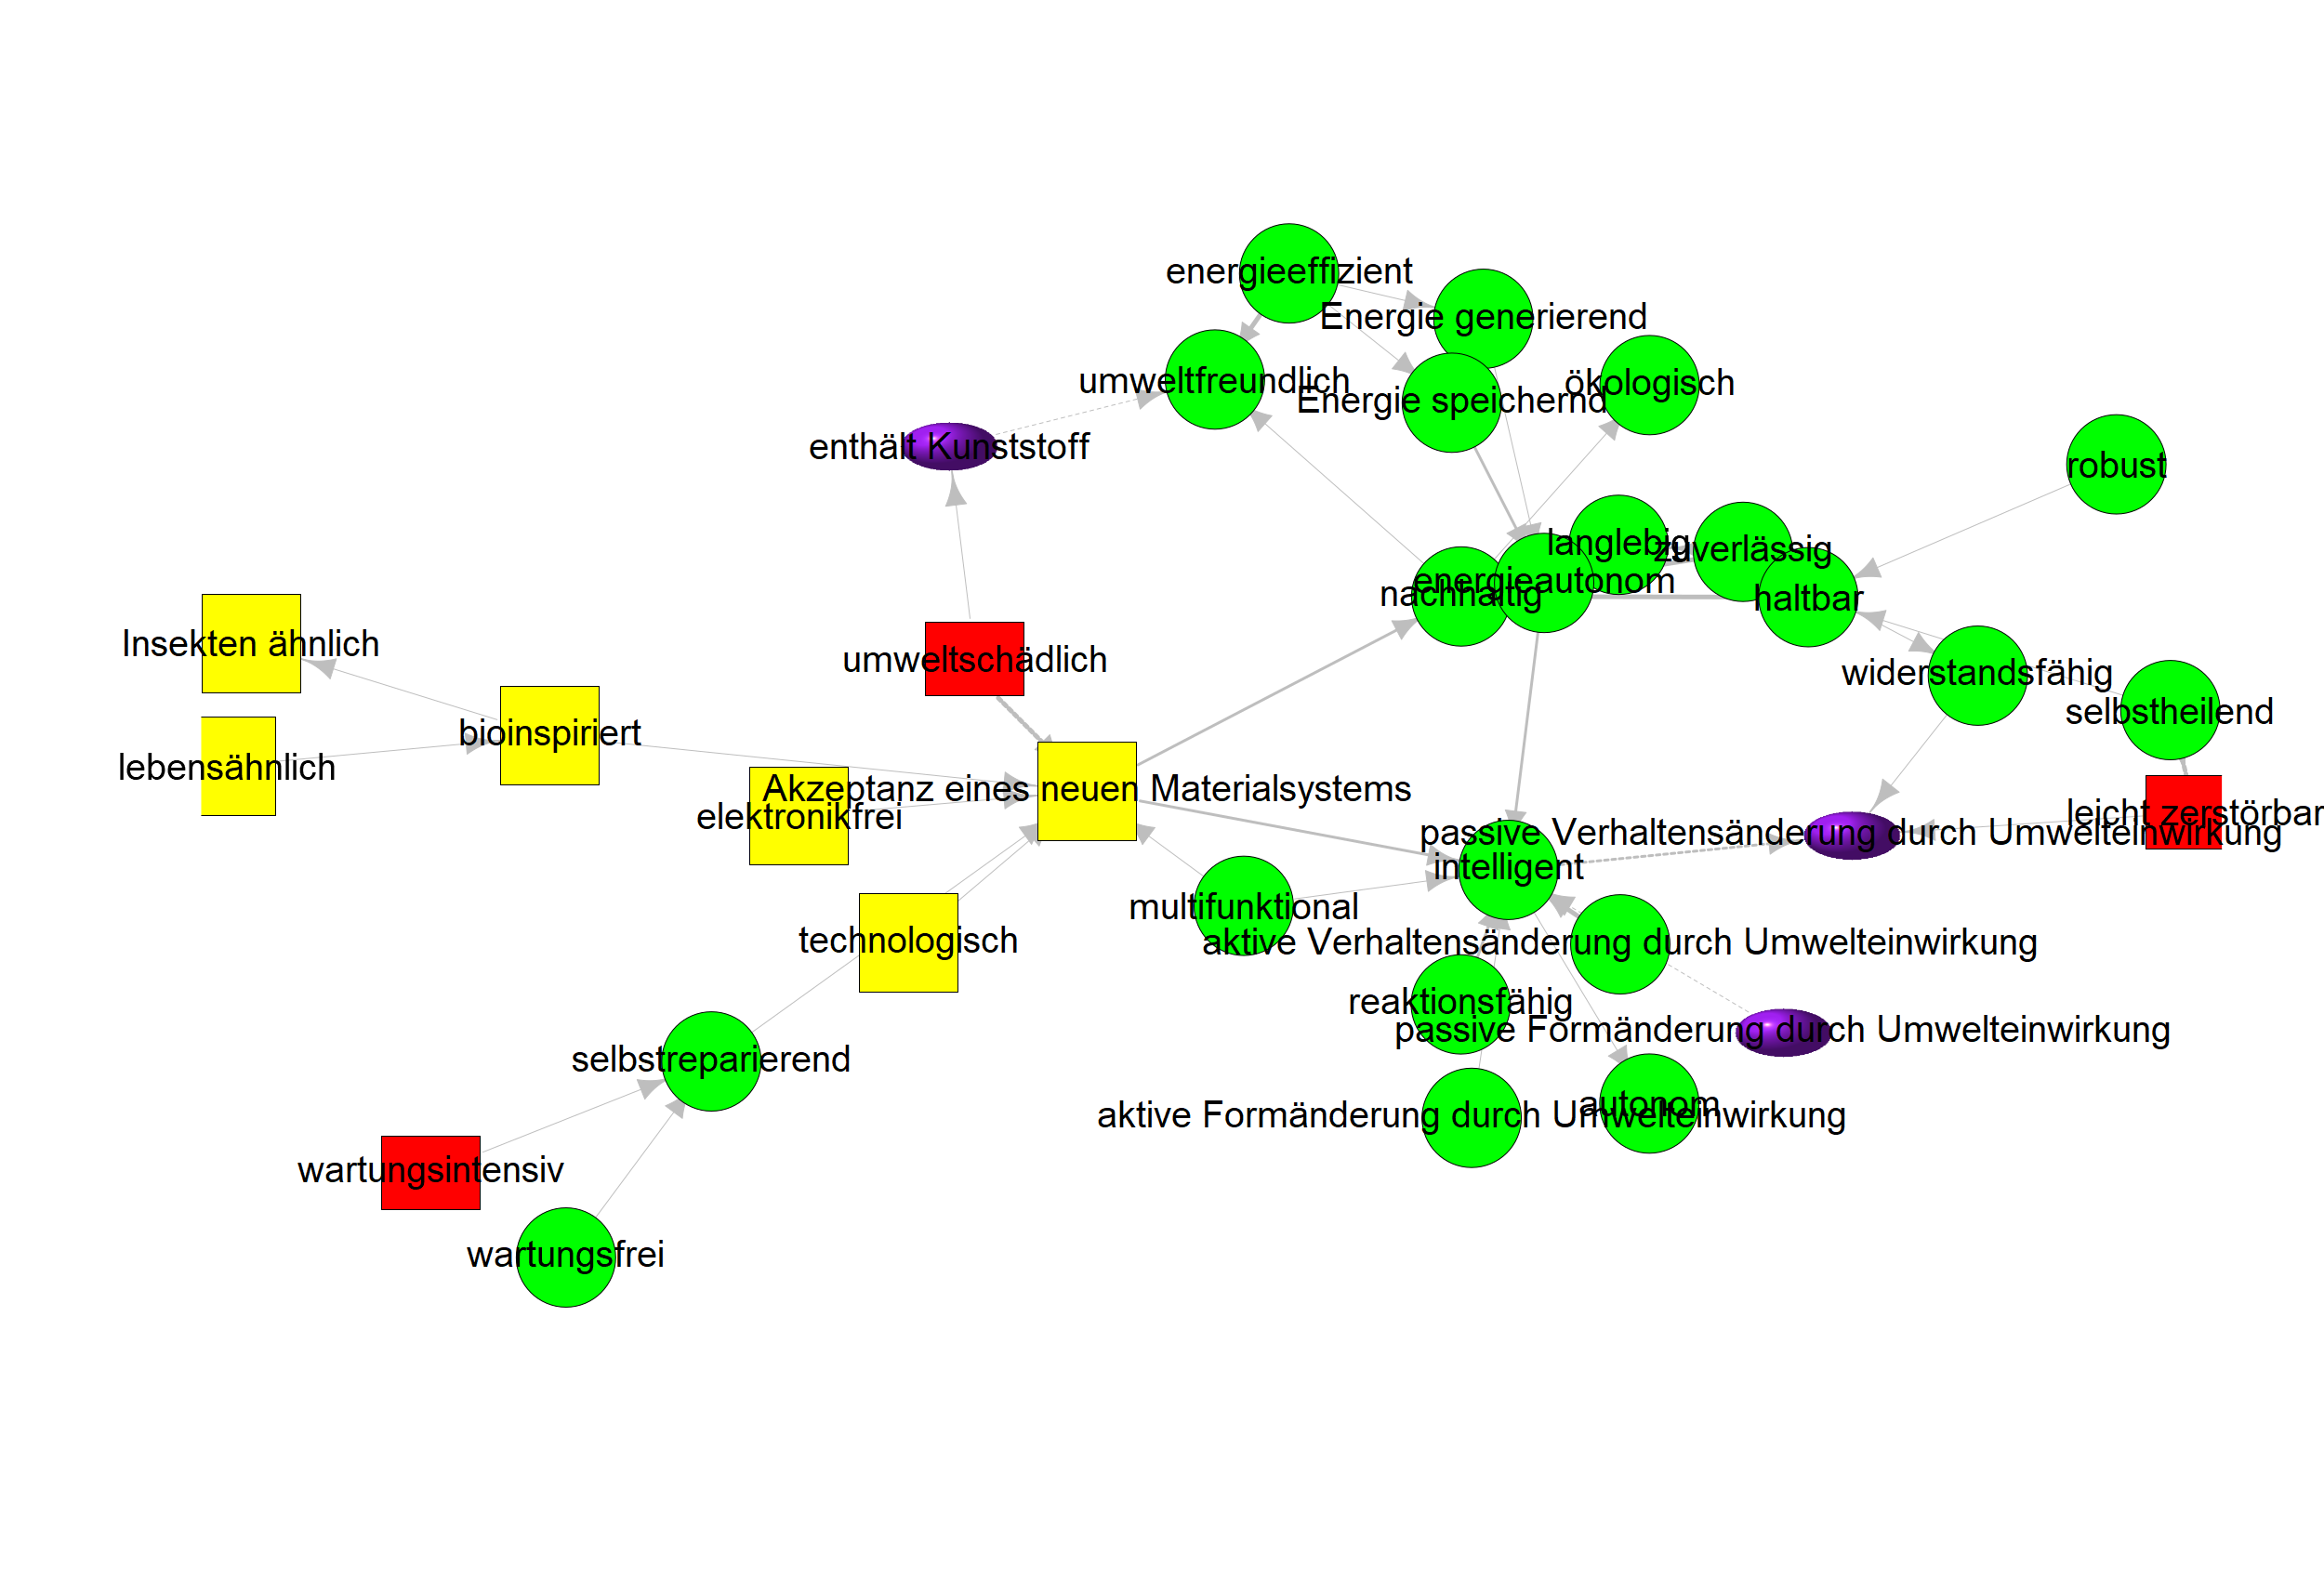 energieeffizient
Energie generierend
umweltfreundlich
Energie speichernd
ökologisch
enthält Kunststoff
robust
langlebig
zuverlässig
energieautonom
nachhaltig
haltbar
Insekten ähnlich
umweltschädlich
widerstandsfähig
selbstheilend
bioinspiriert
lebensähnlich
Akzeptanz eines neuen Materialsystems
elektronikfrei
leicht zerstörbar
passive Verhaltensänderung durch Umwelteinwirkung
intelligent
multifunktional
technologisch
aktive Verhaltensänderung durch Umwelteinwirkung
reaktionsfähig
passive Formänderung durch Umwelteinwirkung
selbstreparierend
autonom
aktive Formänderung durch Umwelteinwirkung
wartungsintensiv
wartungsfrei